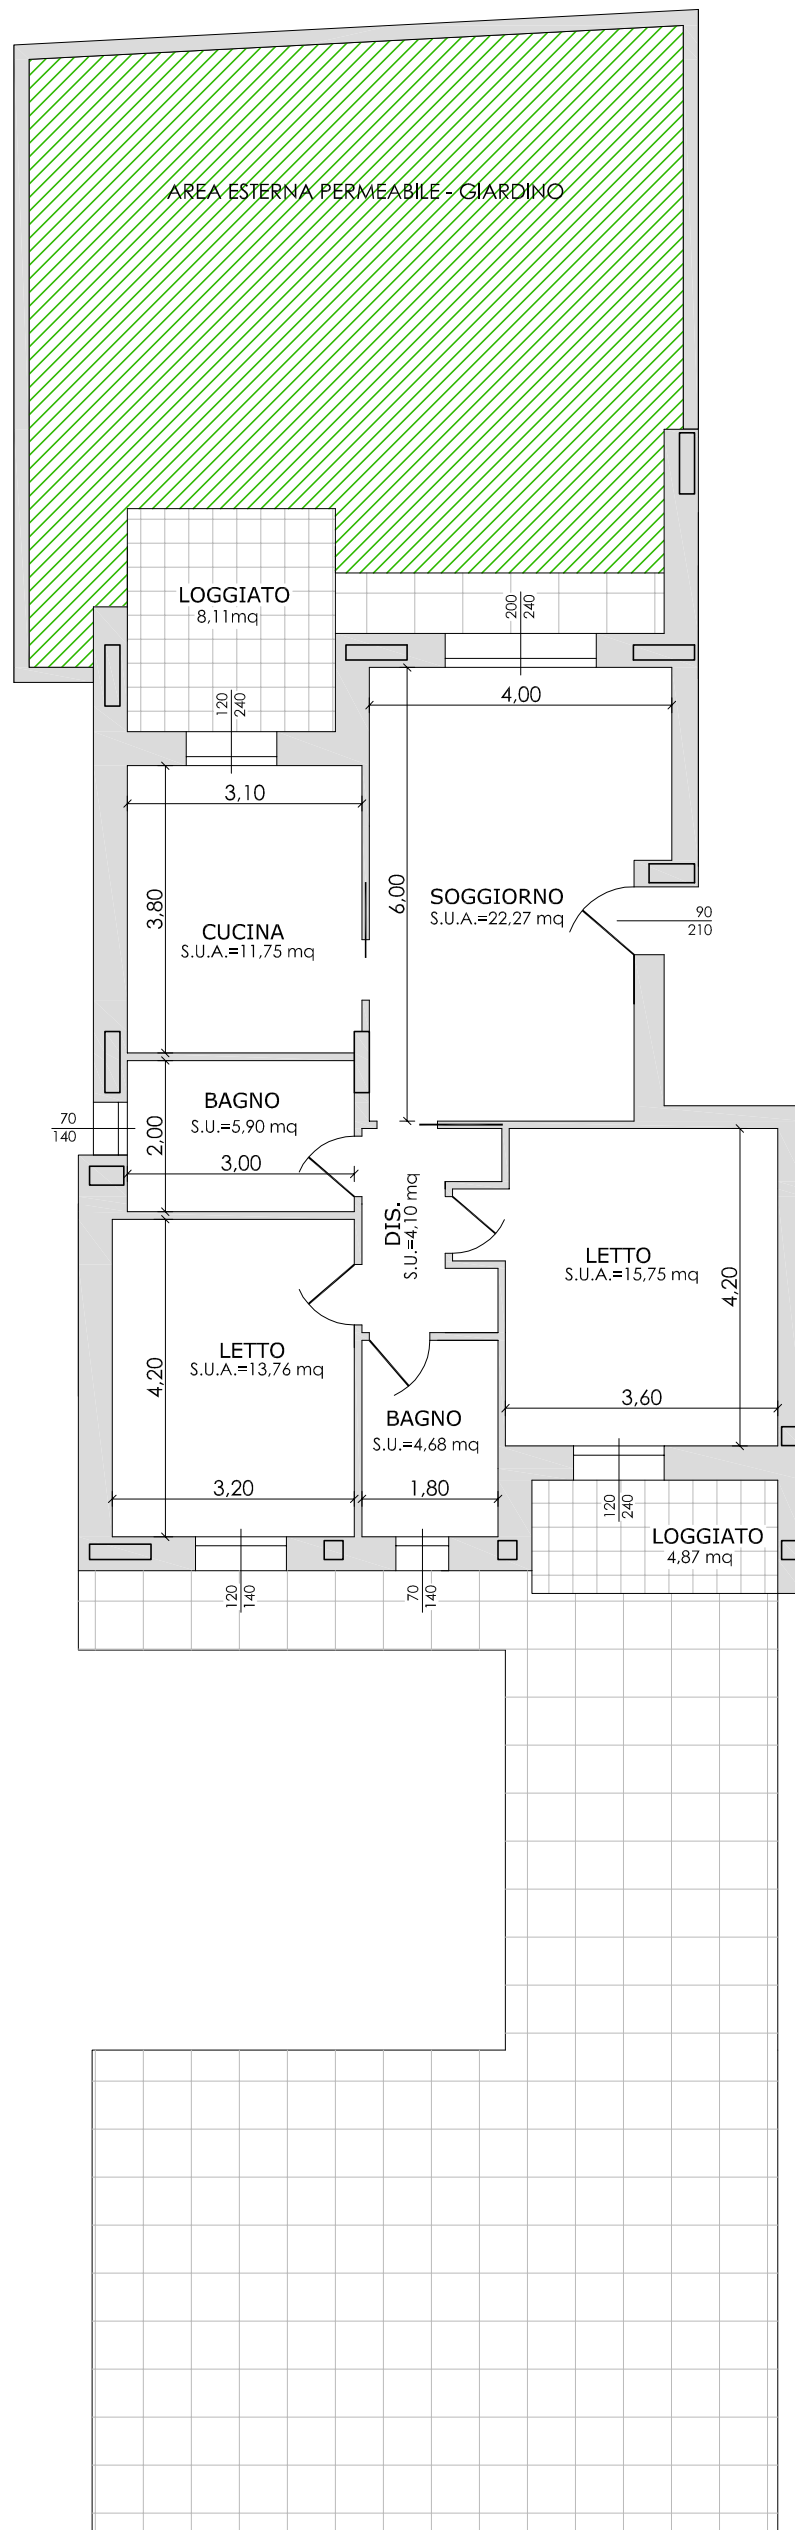 AREA ESTERNA PERMEABILE - GIARDINO
LOGGIATO
8,11mq
200
240
120
240
4,00
3,10
3,80
6,00
SOGGIORNO
S.U.A.=22,27 mq
90
210
CUCINA
S.U.A.=11,75 mq
BAGNO
S.U.=5,90 mq
70
140
2,00
3,00
DIS.
S.U.=4,10 mq
LETTO
S.U.A.=15,75 mq
4,20
LETTO
S.U.A.=13,76 mq
4,20
3,60
BAGNO
S.U.=4,68 mq
3,20
1,80
120
240
LOGGIATO
4,87 mq
120
140
70
140